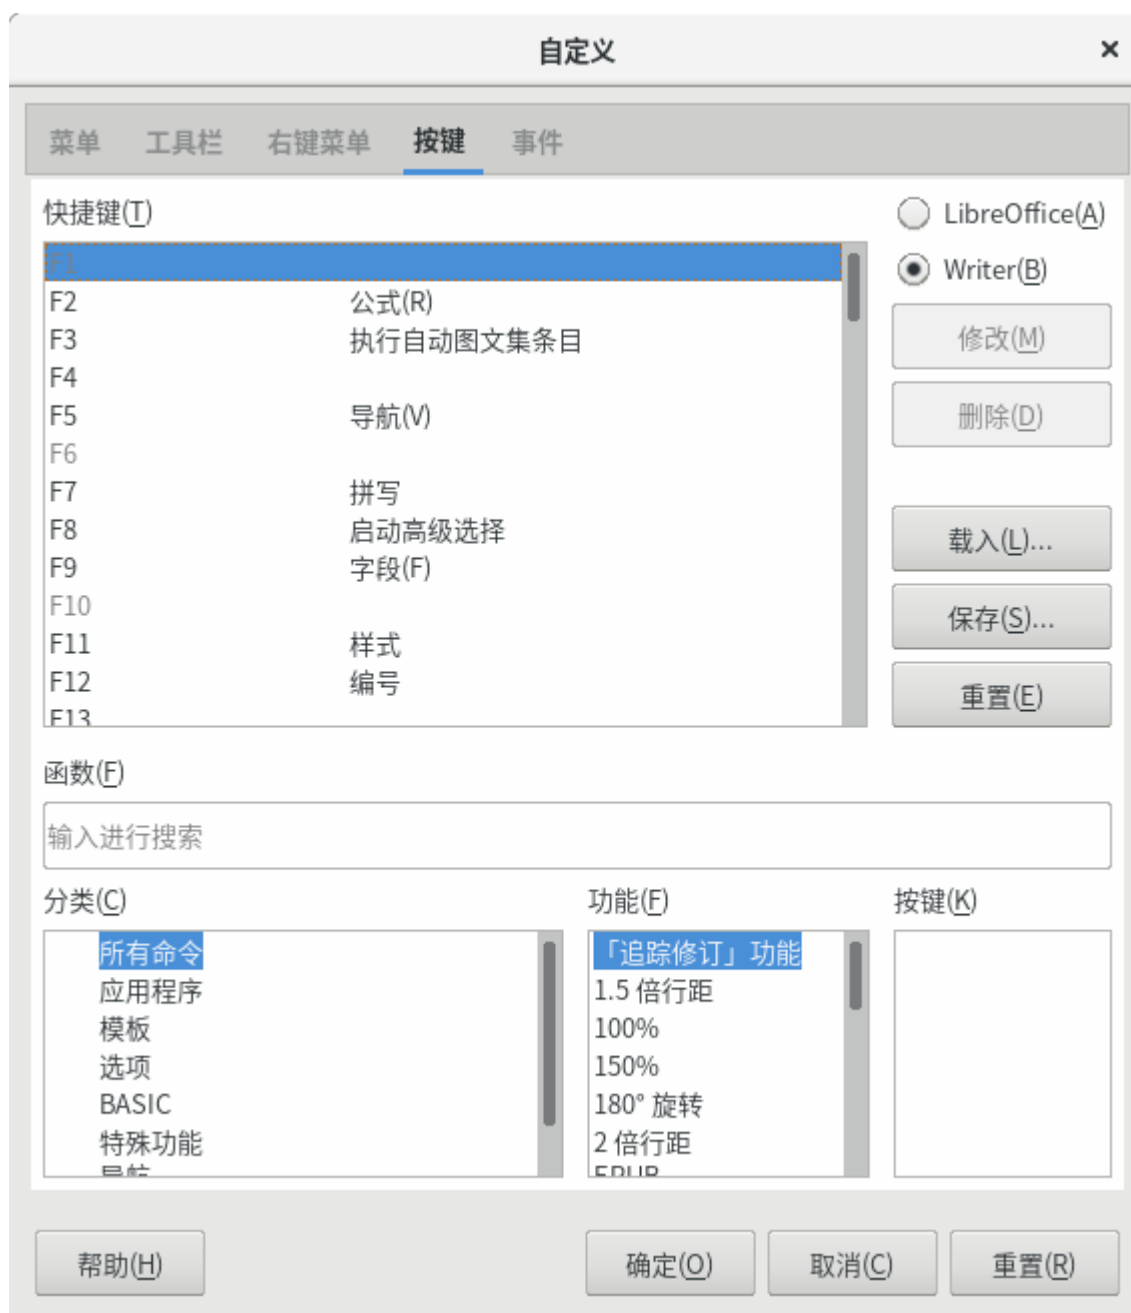 自定义
菜单 工具栏 右键菜单 按键 事件
快捷键(T)
LibreOffice(A)
Writer(B)
F1
F2 公式(R)
F3 执行自动图文集条目
F4
F5 导航(V)
F6
F7 拼写
F8 启动高级选择
F9 字段(F)
F10
F11 样式
F12 编号
F13
修改(M)
删除(D)
载入(L)...
保存(S)...
重置(E)
函数(F)
输入进行搜索
分类(C)
所有命令
应用程序
模板
选项
BASIC
特殊功能
导航
功能(F)
「追踪修订」功能
1.5 倍行距
100%
150%
180° 旋转
2 倍行距
EPUB
按键(K)
帮助(H) 确定(O) 取消(C) 重置(R)